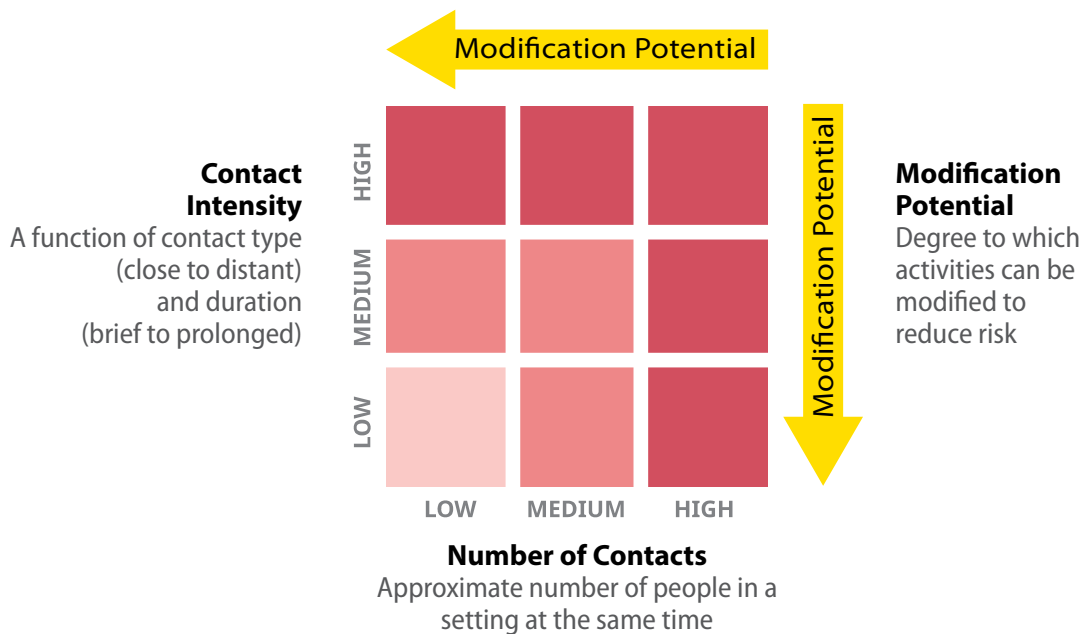 Modification Potential
Contact
Intensity
A function of contact type
(close to distant)
and duration
(brief to prolonged)
HIGH
MEDIUM
LOW
Modification Potential
Modification
Potential
Degree to which
activities can be
modified to
reduce risk
LOW
MEDIUM
HIGH
Number of Contacts
Approximate number of people in a
setting at the same time